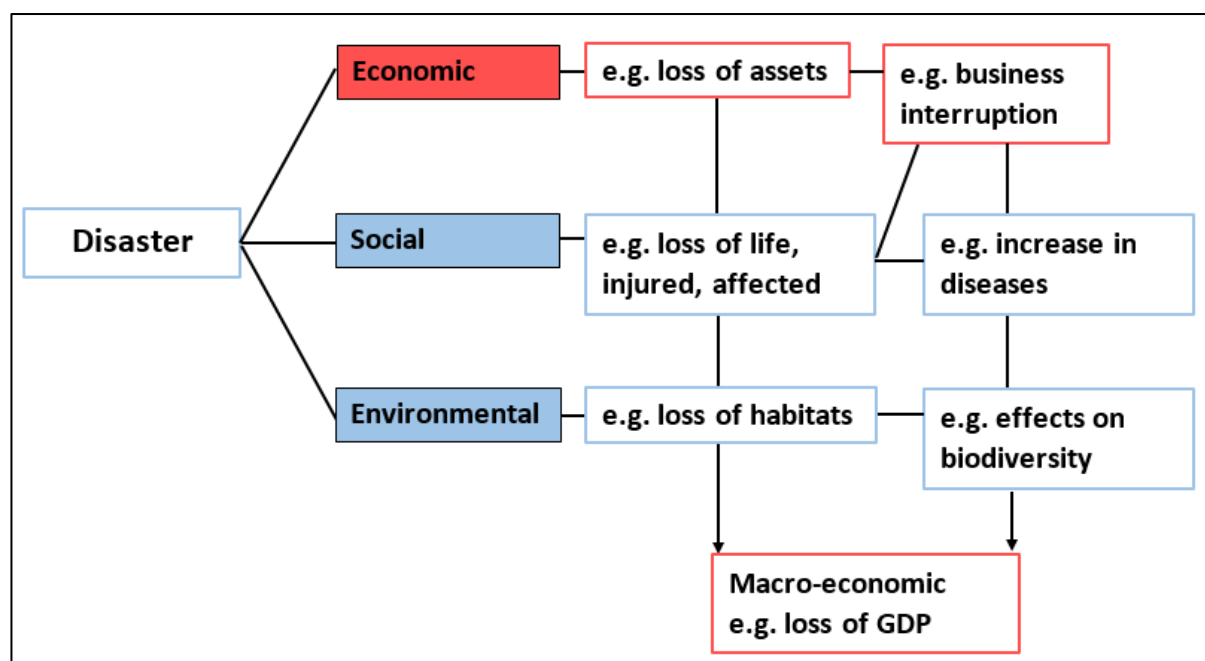 Economic
e.g. loss of assets
e.g. business
interruption
Disaster
Social
e.g. loss of life,
injured, affected
e.g. increase in
diseases
Environmental
e.g. loss of habitats
e.g. effects on
biodiversity
Macro-economic
e.g. loss of GDP